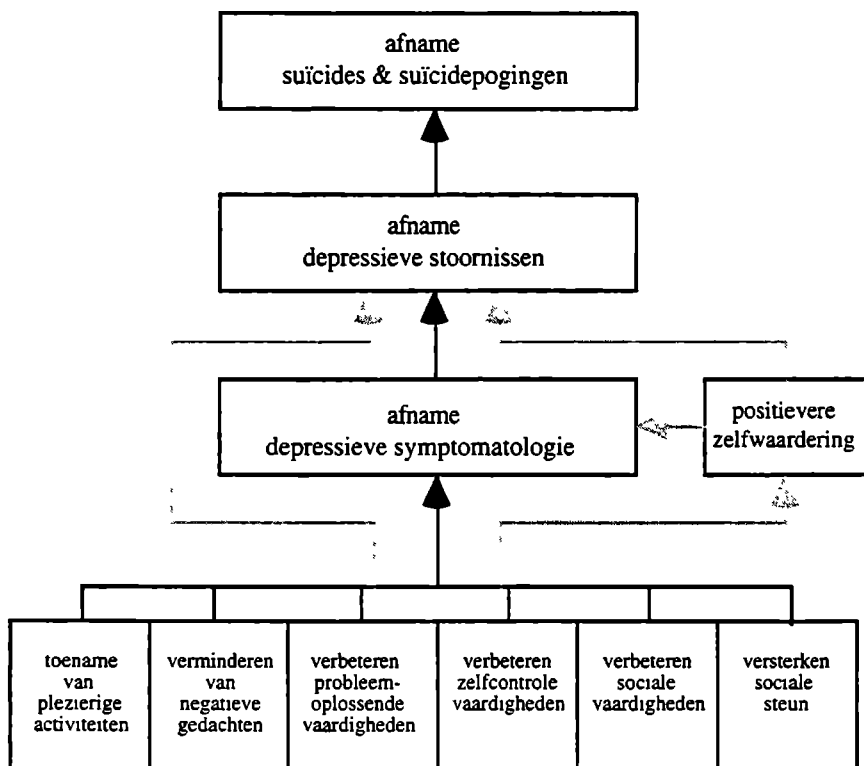 afname
suïcides & suïcidepogingen
afname
depressieve stoornissen
afname
depressieve symptomatologie
positievere
zelfwaardering
toename
van
plezierige
activiteiten
verminderen
van
negatieve
gedachten
verbeteren
probleem-
oplossende
vaardigheden
verbeteren
zelfcontrole
vaardigheden
verbeteren
sociale
vaardigheden
versterken
sociale
steun